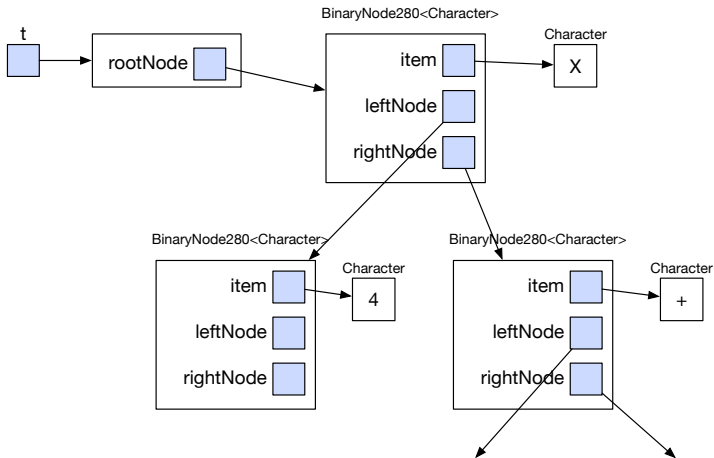 BinaryNode280<Character>
t
rootNode
item
Character
X
leftNode
rightNode
BinaryNode280<Character>
item
Character
4
leftNode
rightNode
BinaryNode280<Character>
item
Character
+
leftNode
rightNode